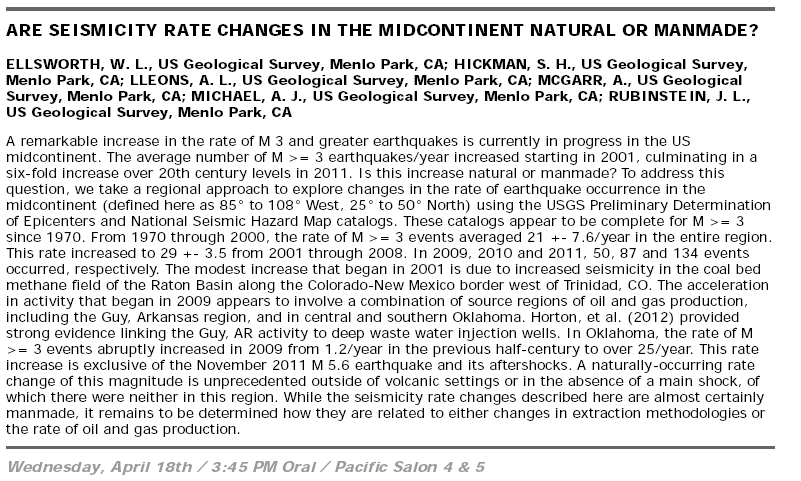 ARE SEISMICITY RATE CHANGES IN THE MIDCONTINENT NATURAL OR MANMADE?
ELLSWORTH, W. L., US Geological Survey, Menlo Park, CA; HICKMAN, S. H., US Geological Survey,
Menlo Park, CA; LLEONS, A. L., US Geological Survey, Menlo Park, CA; MCGARR, A., US Geological
Survey, Menlo Park, CA; MICHAEL, A. J., US Geological Survey, Menlo Park, CA; RUBINSTEIN, J. L.,
US Geological Survey, Menlo Park, CA
A remarkable increase in the rate of M 3 and greater earthquakes is currently in progress in the US
midcontinent. The average number of M >= 3 earthquakes/year increased starting in 2001, culminating in a
six-fold increase over 20th century levels in 2011. Is this increase natural or manmade? To address this
question, we take a regional approach to explore changes in the rate of earthquake occurrence in the
midcontinent (defined here as 85° to 108° West, 25° to 50° North) using the USGS Preliminary Determination
of Epicenters and National Seismic Hazard Map catalogs. These catalogs appear to be complete for M >= 3
since 1970. From 1970 through 2000, the rate of M >= 3 events averaged 21 +- 7.6/year in the entire region.
This rate increased to 29 +- 3.5 from 2001 through 2008. In 2009, 2010 and 2011, 50, 87 and 134 events
occurred, respectively. The modest increase that began in 2001 is due to increased seismicity in the coal bed
methane field of the Raton Basin along the Colorado-New Mexico border west of Trinidad, CO. The acceleration
in activity that began in 2009 appears to involve a combination of source regions of oil and gas production,
including the Guy, Arkansas region, and in central and southern Oklahoma. Horton, et al. (2012) provided
strong evidence linking the Guy, AR activity to deep waste water injection wells. In Oklahoma, the rate of M
>= 3 events abruptly increased in 2009 from 1.2/year in the previous half-century to over 25/year. This rate
increase is exclusive of the November 2011 M 5.6 earthquake and its aftershocks. A naturally-occurring rate
change of this magnitude is unprecedented outside of volcanic settings or in the absence of a main shock, of
which there were neither in this region. While the seismicity rate changes described here are almost certainly
manmade, it remains to be determined how they are related to either changes in extraction methodologies or
the rate of oil and gas production.
Wednesday, April 18th / 3:45 PM Oral / Pacific Salon 4 & 5